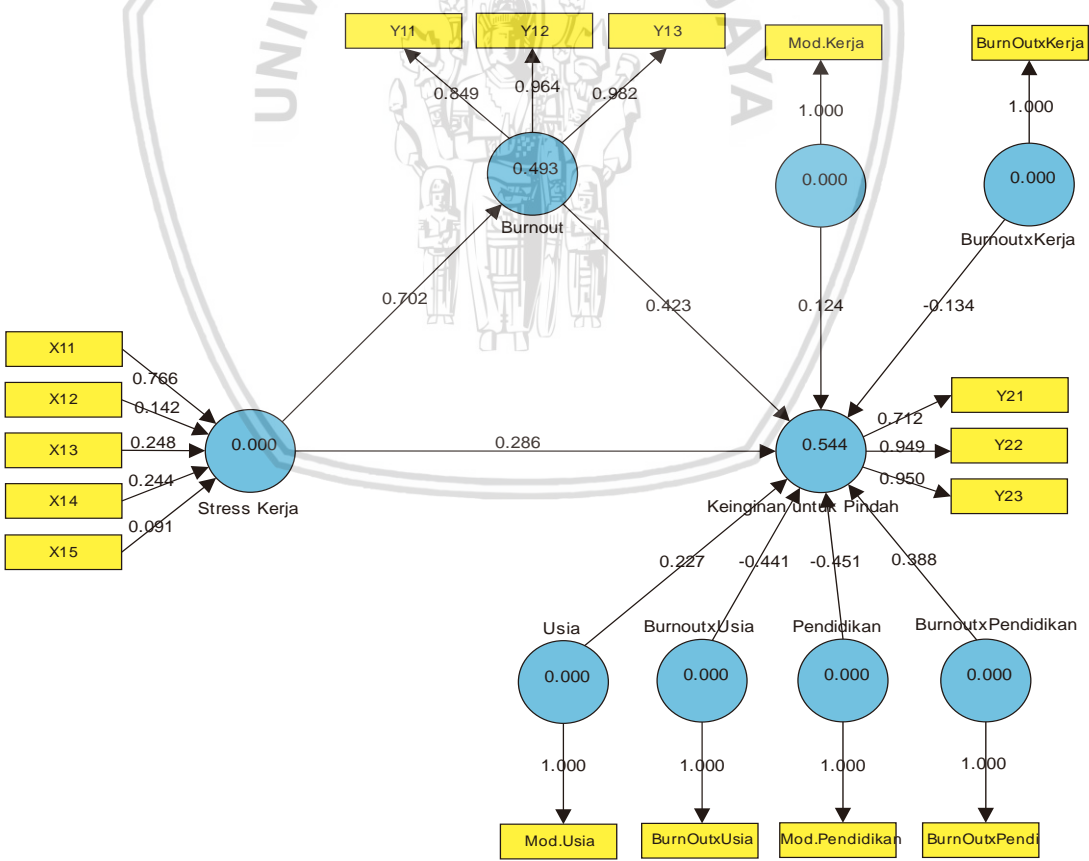 Y11
Y12
Y13
Mod.Kerja
BurnOutxKerja
0.849
0.964
0.982
1.000
1.000
0.493
Burnout
0.000
0.000
BurnoutxKerja
0.702
0.423
0.124
-0.134
X11
X12
X13
X14
X15
0.766
0.142
0.248
0.244
0.091
0.000
Stress Kerja
0.286
0.544
Keinginan untuk Pindah
0.712
0.949
0.950
Y21
Y22
Y23
0.227
-0.441
-0.451
0.388
Usia
BurnoutxUsia
Pendidikan
BurnoutxPendidikan
0.000
0.000
0.000
0.000
1.000
1.000
1.000
1.000
Mod.Usia
BurnOutxUsia
Mod.Pendidikan
BurnOutxPendi
UNIW
AYA